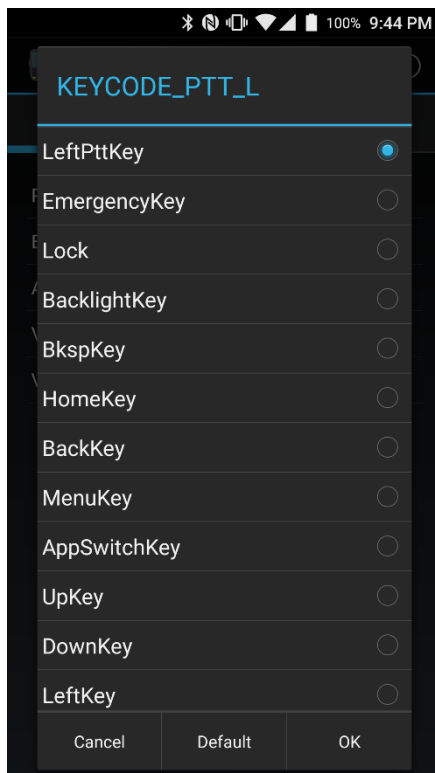 100% 9:44 PM
KEYCODE_PTT_L
LeftPttKey
EmergencyKey
Lock
BacklightKey
BkspKey
HomeKey
BackKey
MenuKey
AppSwitchKey
UpKey
DownKey
LeftKey
Cancel Default OK